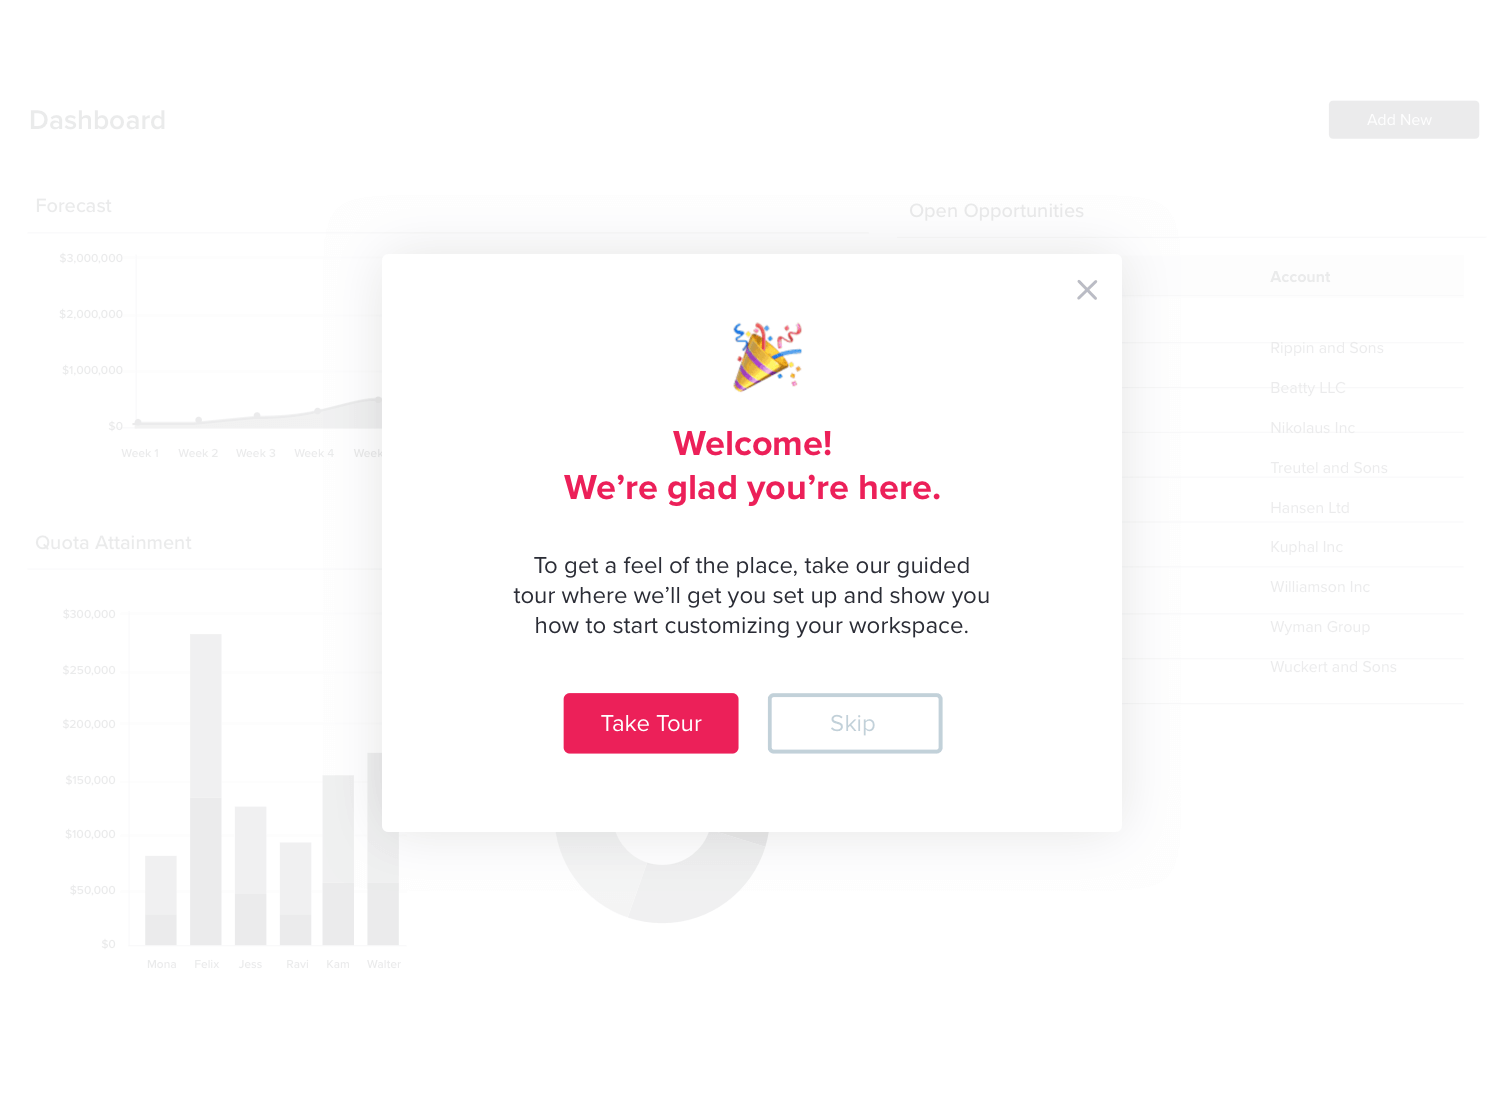 Dashboard
Add New
Forecast
$3,000,000
$2,000,000
$1,000,000
$0
Week 1 Week 2 Week 3 Week 4 Week
Open Opportunities
Account
Rippin and Sons
Beatty LLC
Nikolaus Inc
Treutel and Sons
Hansen Ltd
Kuphal Inc
Williamson Inc
Wyman Group
Wuckert and Sons
Welcome!
We’re glad you’re here.
To get a feel of the place, take our guided
tour where we’ll get you set up and show you
how to start customizing your workspace.
Take Tour
Skip
Quota Attainment
$300,000
$250,000
$200,000
$150,000
$100,000
$50,000
$0
Mona Felix Jess Ravi Kam Walter